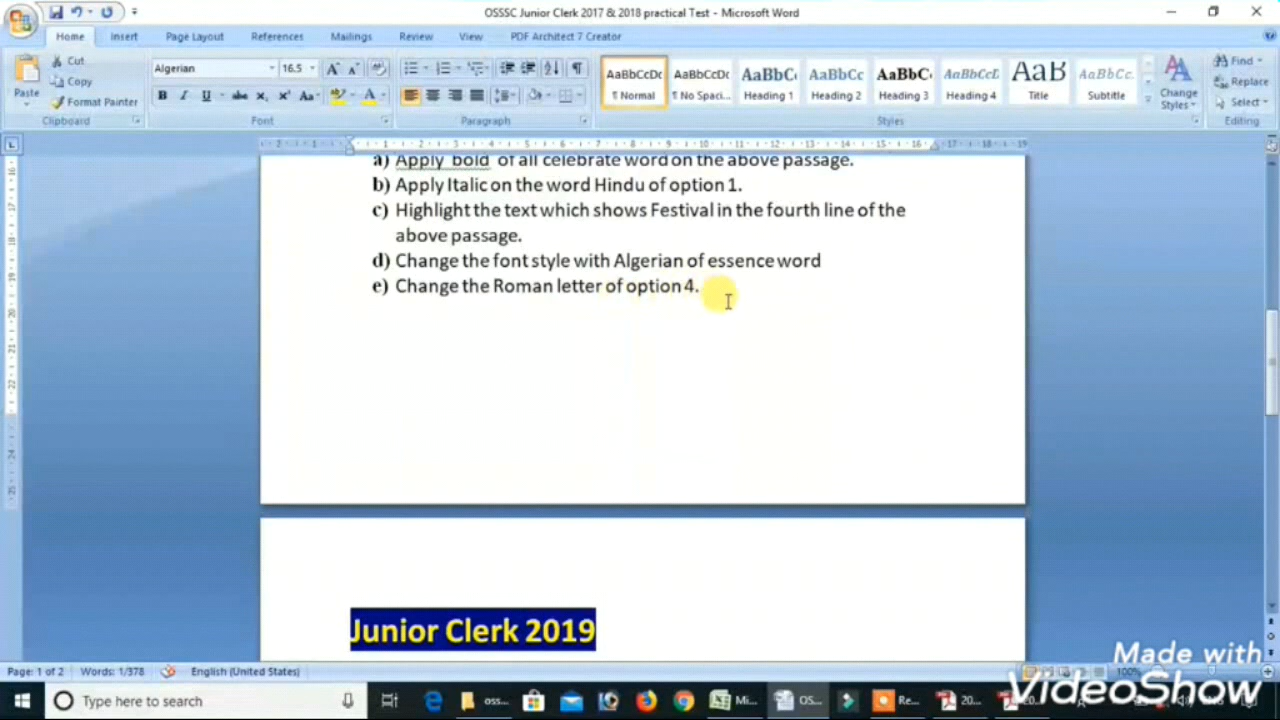 OSSSC Junior Clerk 2017 & 2018 practical Test - Microsoft Word
Home Insert Page Layout References Mailings Review View PDF Architect 7 Creator
Paste
Cut
Copy
Format Painter
Clipboard
Algerian 16.5
Font
Paragraph
AaBbCcDc AaBbCcDc AaBbC AaBbCc AaBbCc AaBbCcD AaB AaBbCc.
¶ Normal ¶ No Spaci... Heading 1 Heading 2 Heading 3 Heading 4 Title Subtitle
Change Styles
Styles
Find
Replace
Select
Editing
a) Apply bold of all celebrate word on the above passage.
b) Apply Italic on the word Hindu of option 1.
c) Highlight the text which shows Festival in the fourth line of the
above passage.
d) Change the font style with Algerian of essence word
e) Change the Roman letter of option 4.
Junior Clerk 2019
Page: 1 of 2 Words: 1/378 English (United States) 100%
Made with
VideoShow
Type here to search oss... Mi... OS... Re... 20...